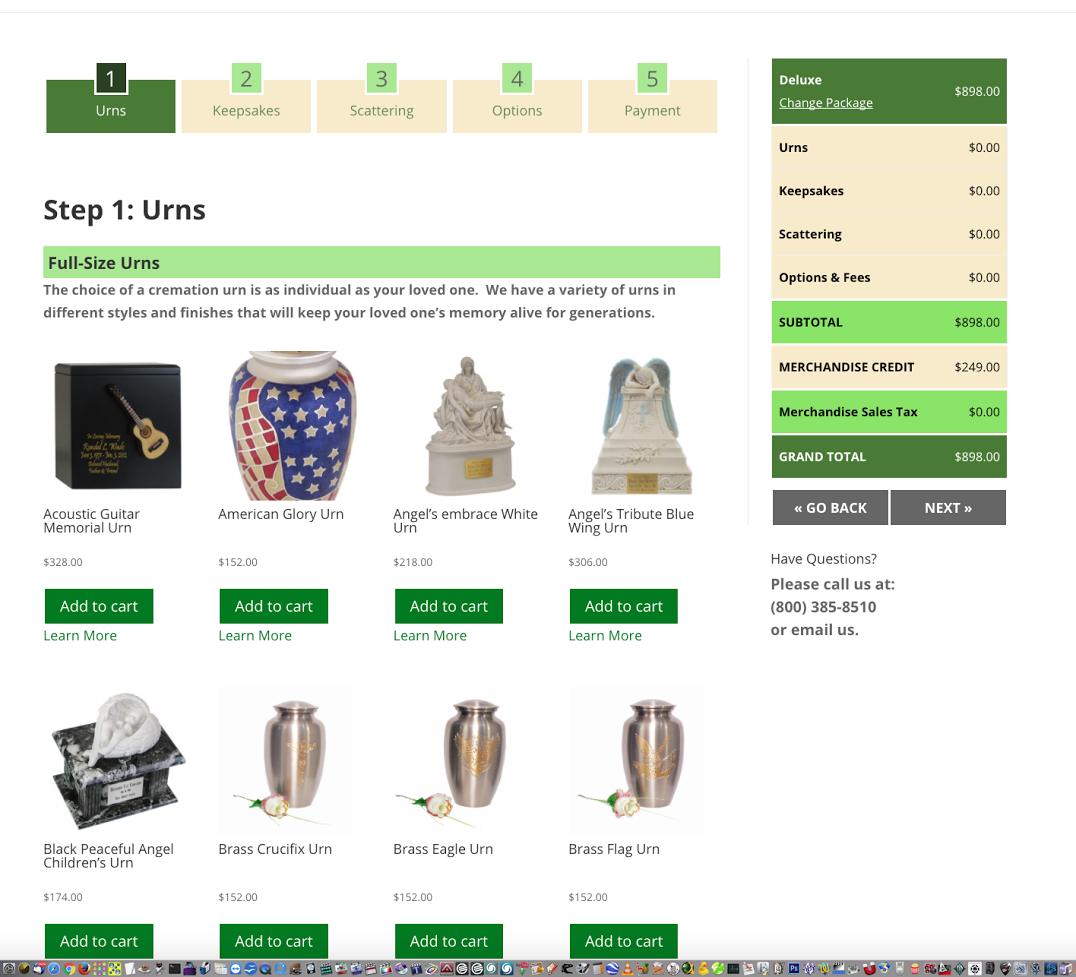 1
Urns
2
Keepsakes
3
Scattering
4
Options
5
Payment
Step 1: Urns
Full-Size Urns
The choice of a cremation urn is as individual as your loved one.  We have a variety of urns in
different styles and finishes that will keep your loved one’s memory alive for generations.
In Loving Memory
Ronald L. Wade
Beloved Husband,
Father & Friend
Acoustic Guitar
Memorial Urn
$328.00
Add to cart
Learn More
American Glory Urn
$152.00
Add to cart
Learn More
Angel’s embrace White
Urn
$218.00
Add to cart
Learn More
Angel’s Tribute Blue
Wing Urn
$306.00
Add to cart
Learn More
Black Peaceful Angel
Children’s Urn
$174.00
Add to cart
Brass Crucifix Urn
$152.00
Add to cart
Brass Eagle Urn
$152.00
Add to cart
Brass Flag Urn
$152.00
Add to cart
Deluxe
Change Package
$898.00
Urns $0.00
Keepsakes $0.00
Scattering $0.00
Options & Fees $0.00
SUBTOTAL $898.00
MERCHANDISE CREDIT $249.00
Merchandise Sales Tax $0.00
GRAND TOTAL $898.00
« GO BACK
NEXT »
Have Questions?
Please call us at:
(800) 385-8510
or email us.